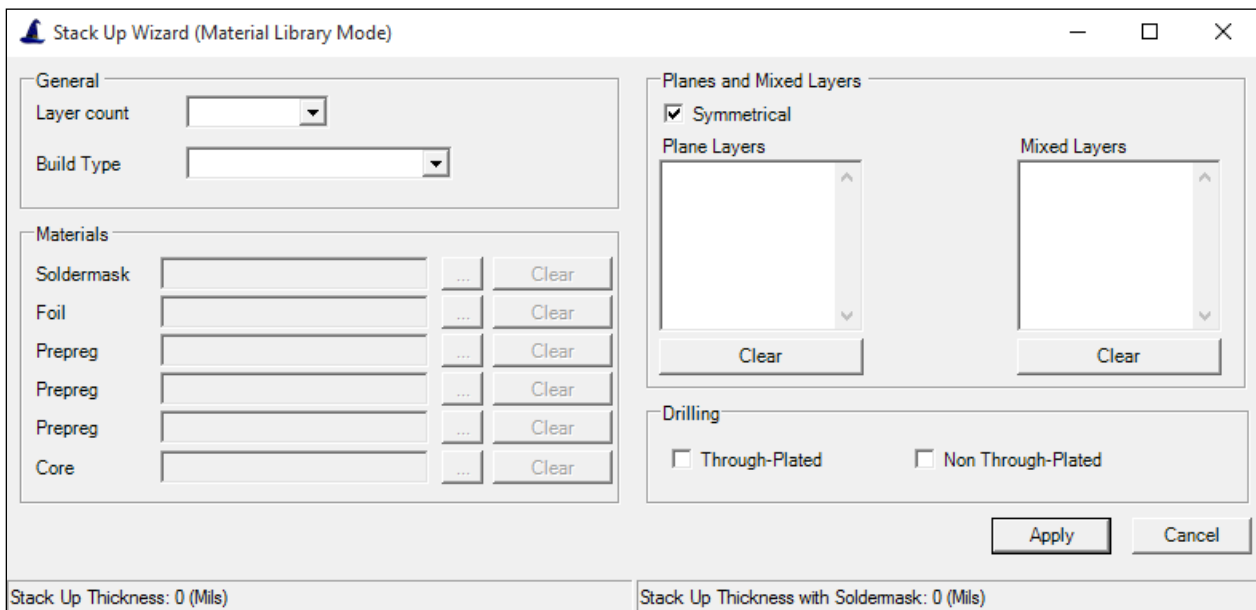 Stack Up Wizard (Material Library Mode)
General
Layer count
Build Type
Materials
Soldermask ... Clear
Foil ... Clear
Prepreg ... Clear
Prepreg ... Clear
Prepreg ... Clear
Core ... Clear
Planes and Mixed Layers
Symmetrical
Plane Layers Mixed Layers
Clear Clear
Drilling
Through-Plated Non Through-Plated
Apply Cancel
Stack Up Thickness: 0 (Mils) Stack Up Thickness with Soldermask: 0 (Mils)